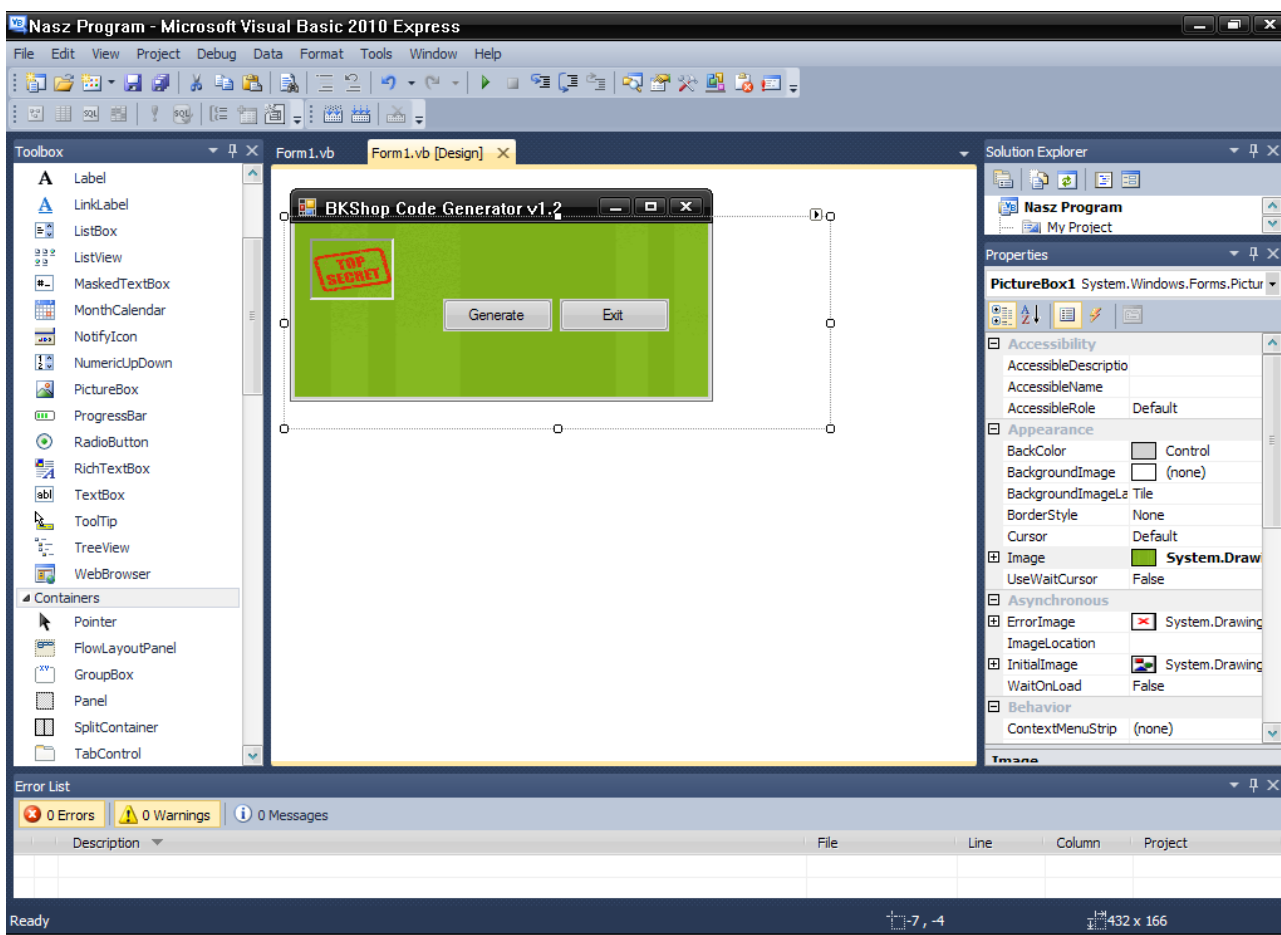 Nasz Program - Microsoft Visual Basic 2010 Express
File Edit View Project Debug Data Format Tools Window Help
Toolbox
Label
LinkLabel
ListBox
ListView
MaskedTextBox
MonthCalendar
NotifyIcon
NumericUpDown
PictureBox
ProgressBar
RadioButton
RichTextBox
TextBox
ToolTip
TreeView
WebBrowser
Containers
Pointer
FlowLayoutPanel
GroupBox
Panel
SplitContainer
TabControl
Form1.vb Form1.vb [Design]
BKShop Code Generator v1.2
TOP
SECRET
Generate Exit
Solution Explorer
Nasz Program
My Project
Properties
PictureBox1 System.Windows.Forms.Pictur
Accessibility
AccessibleDescriptio
AccessibleName
AccessibleRole Default
Appearance
BackColor Control
BackgroundImage (none)
BackgroundImageLa Tile
BorderStyle None
Cursor Default
Image System.Draw
UseWaitCursor False
Asynchronous
ErrorImage System.Drawing
ImageLocation
InitialImage System.Drawing
WaitOnLoad False
Behavior
ContextMenuStrip (none)
Image
Error List
0 Errors 0 Warnings 0 Messages
Description File Line Column Project
Ready -7 , -4 432 x 166